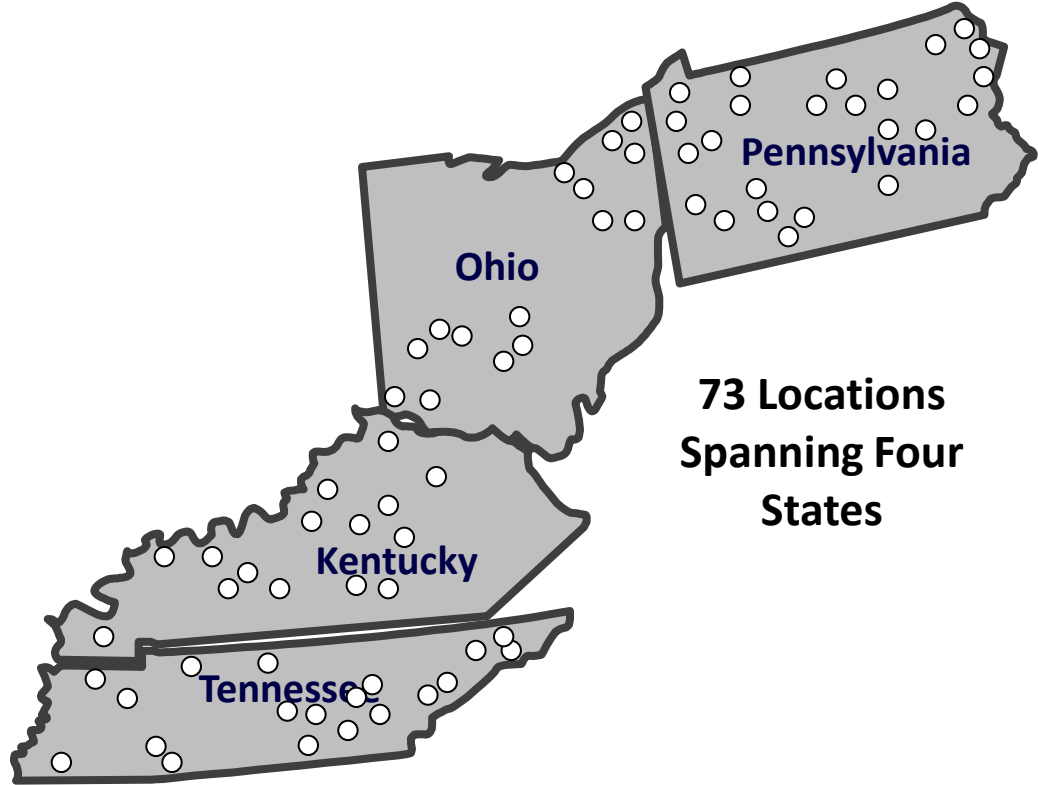 Pennsylvania
Ohio
73 Locations
Spanning Four
States
Kentucky
Tennessee